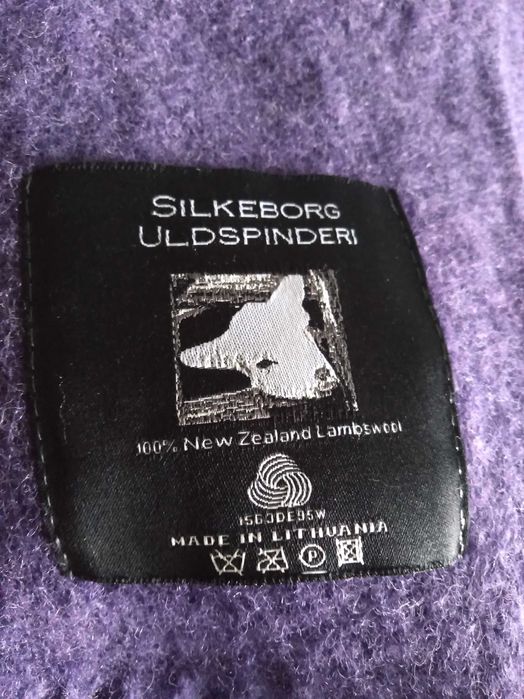 SILKEBORG
ULDSPINDERI
100% New Zealand Lambswool
1563DE95W
MADE IN LITHUANIA
P